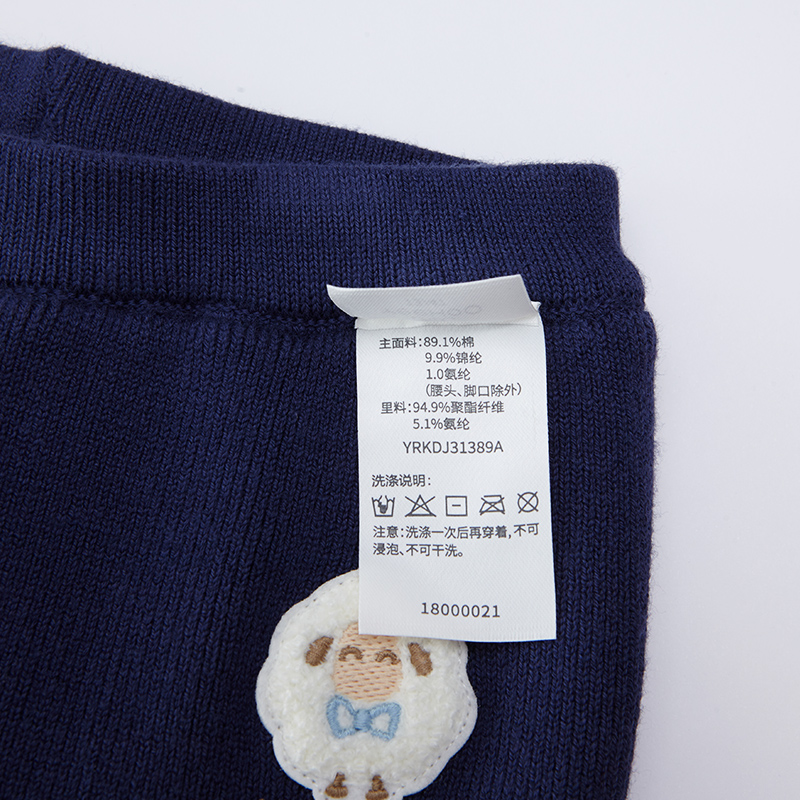 主面料:89.1%棉
9.9%锦纶
1.0氨纶
(腰头、脚口除外)
里料:94.9%聚酯纤维
5.1%氨纶
YRKDJ31389A
洗涤说明:
注意:洗涤一次后再穿着,不可
浸泡、不可干洗。
18000021